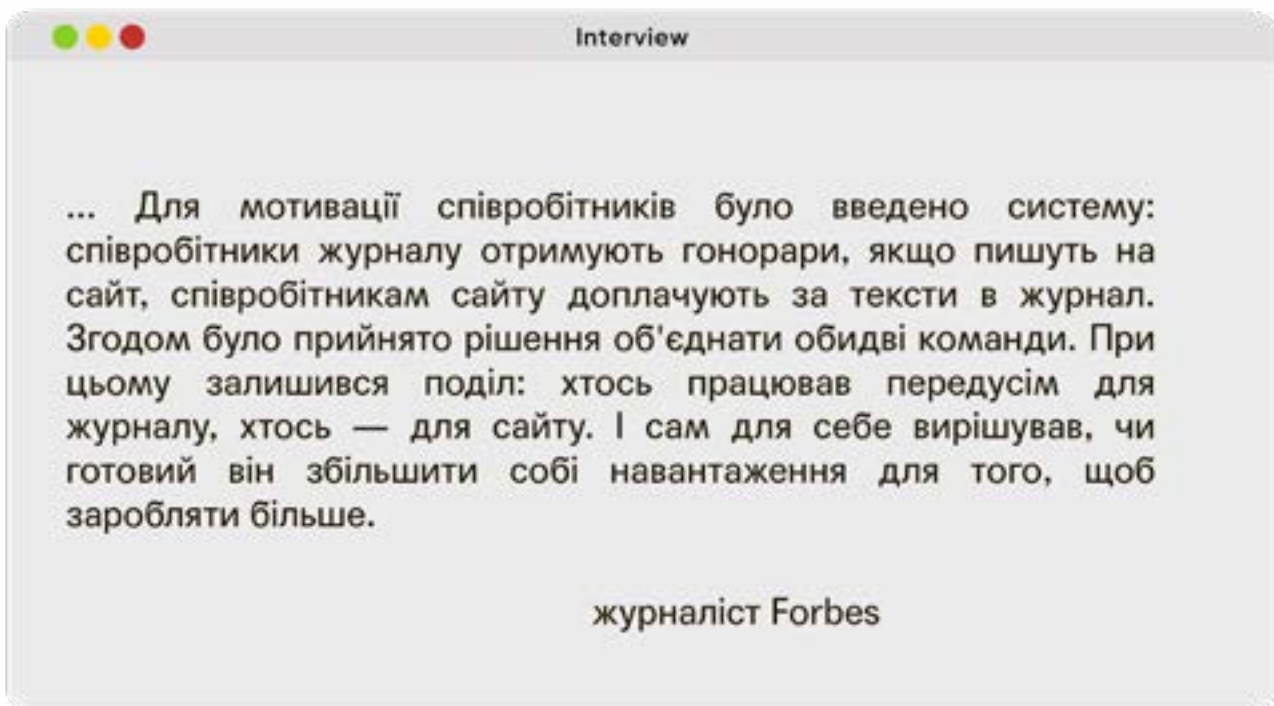 Interview
... Для мотивації співробітників було введено систему:
співробітники журналу отримують гонорари, якщо пишуть на
сайт, співробітникам сайту доплачують за тексти в журнал.
Згодом було прийнято рішення об'єднати обидві команди. При
цьому залишився поділ: хтось працював передусім для
журналу, хтось — для сайту. І сам для себе вирішував, чи
готовий він збільшити собі навантаження для того, щоб
заробляти більше.
журналіст Forbes